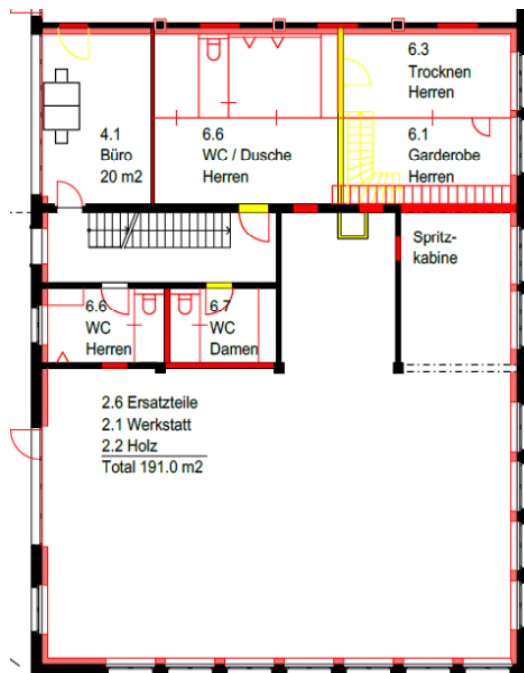 6.3
Trocknen
Herren
4.1
Büro
20 m2
6.6
WC / Dusche
Herren
6.1
Garderobe
Herren
Spritz-
kabine
6.6
WC
Herren
6.7
WC
Damen
2.6 Ersatzteile
2.1 Werkstatt
2.2 Holz
Total 191.0 m2